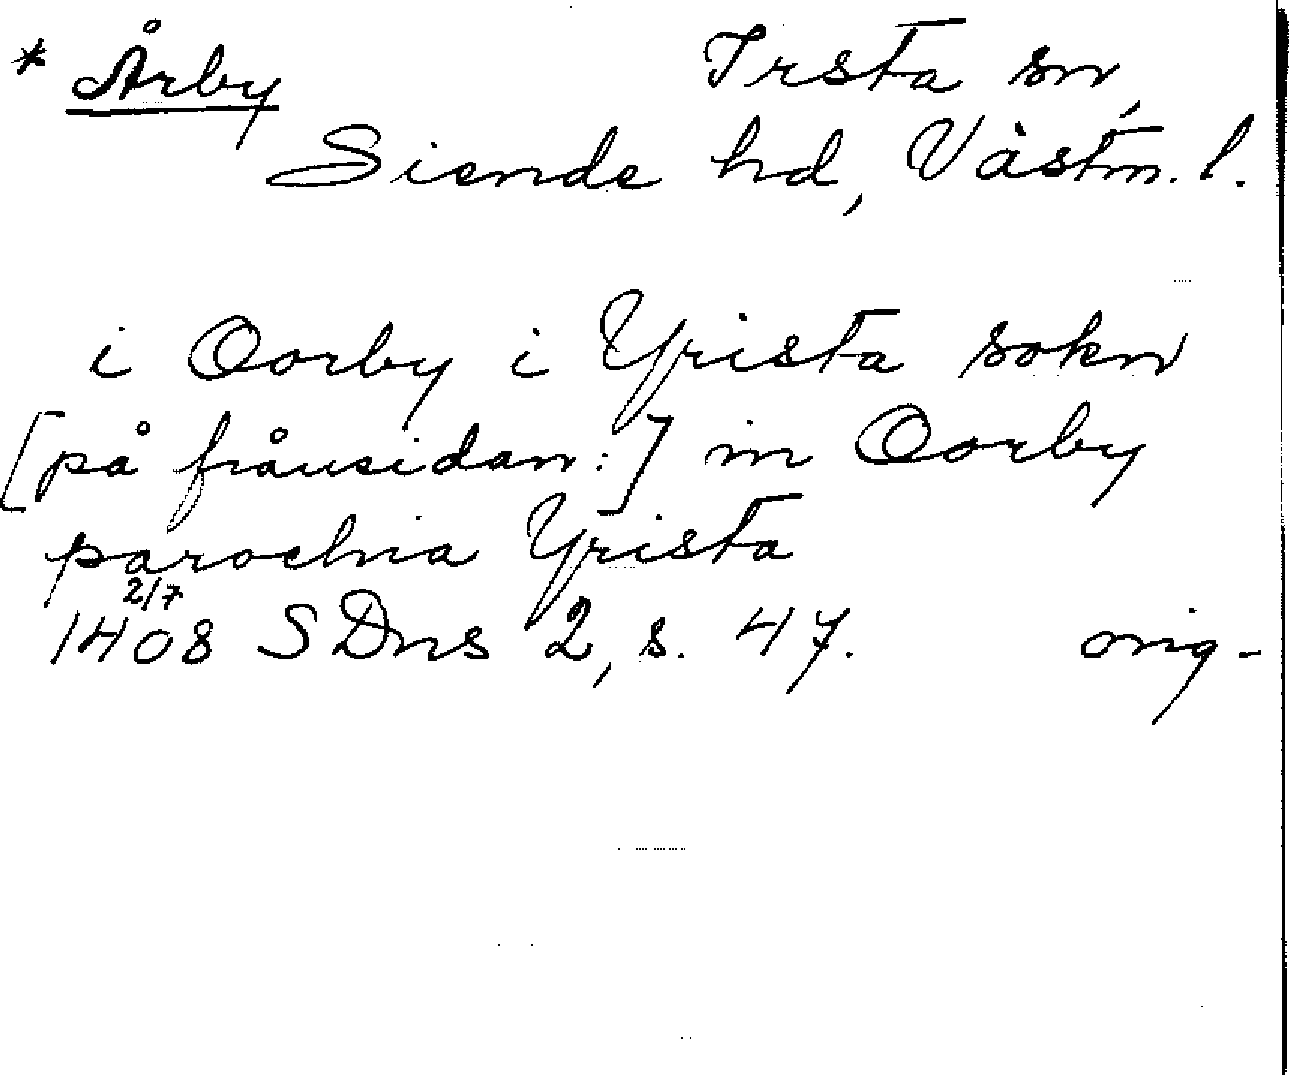 * Årby Irsta sn,
Siende hd, Västm. l.
i Oorby i Yrista sokn
[på frånsidan:] in Oorby
parochia Yrista
2/7
1408 SDns 2, s. 47. orig.